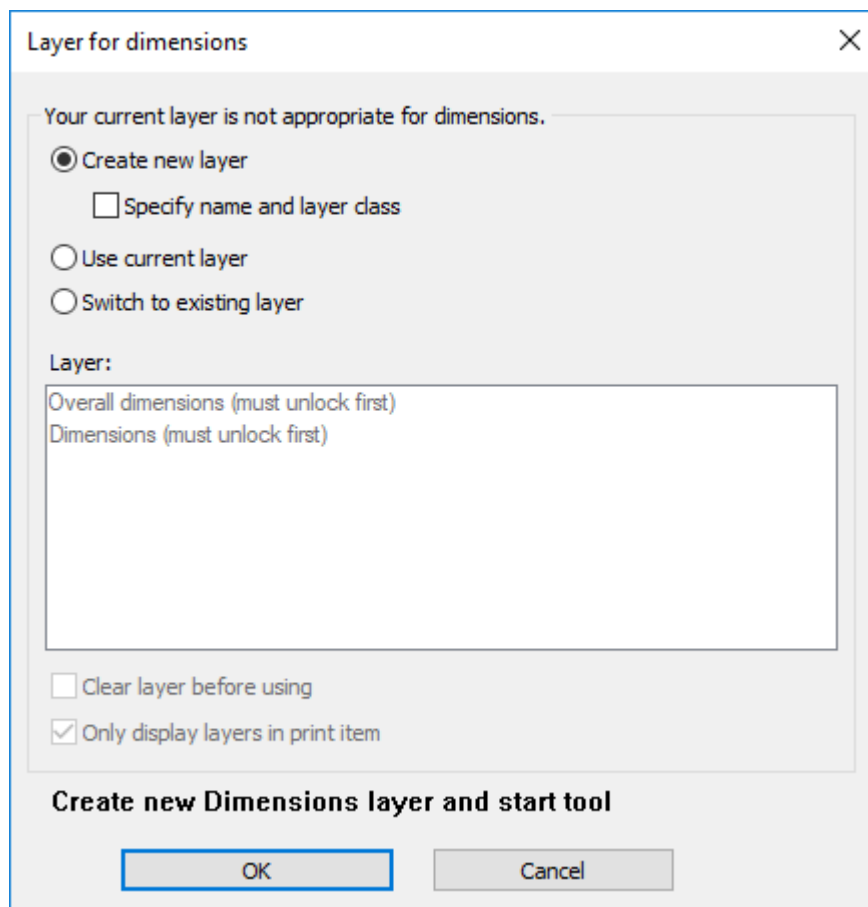 Layer for dimensions
Your current layer is not appropriate for dimensions.
Create new layer
Specify name and layer class
Use current layer
Switch to existing layer
Layer:
Overall dimensions (must unlock first)
Dimensions (must unlock first)
Clear layer before using
Only display layers in print item
Create new Dimensions layer and start tool
OK Cancel